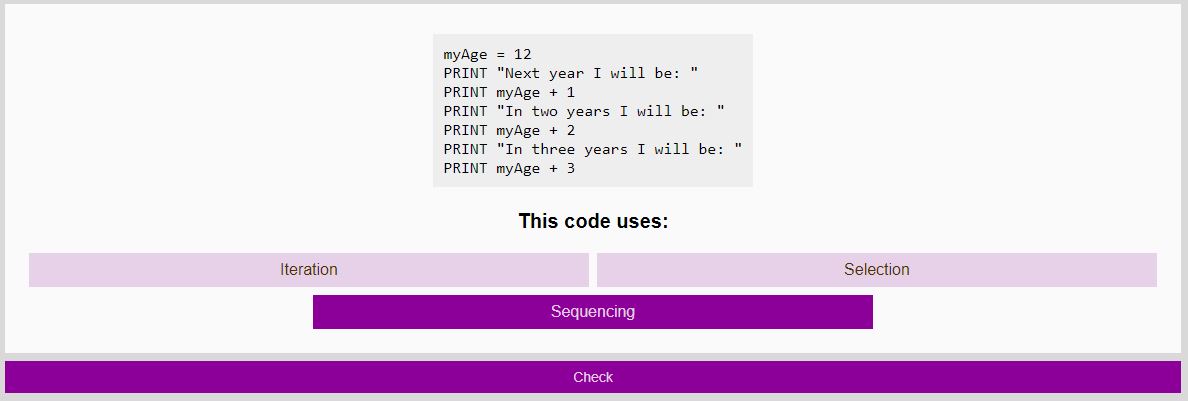 myAge = 12
PRINT "Next year I will be: "
PRINT myAge + 1
PRINT "In two years I will be: "
PRINT myAge + 2
PRINT "In three years I will be: "
PRINT myAge + 3
This code uses:
Iteration
Selection
Sequencing
Check